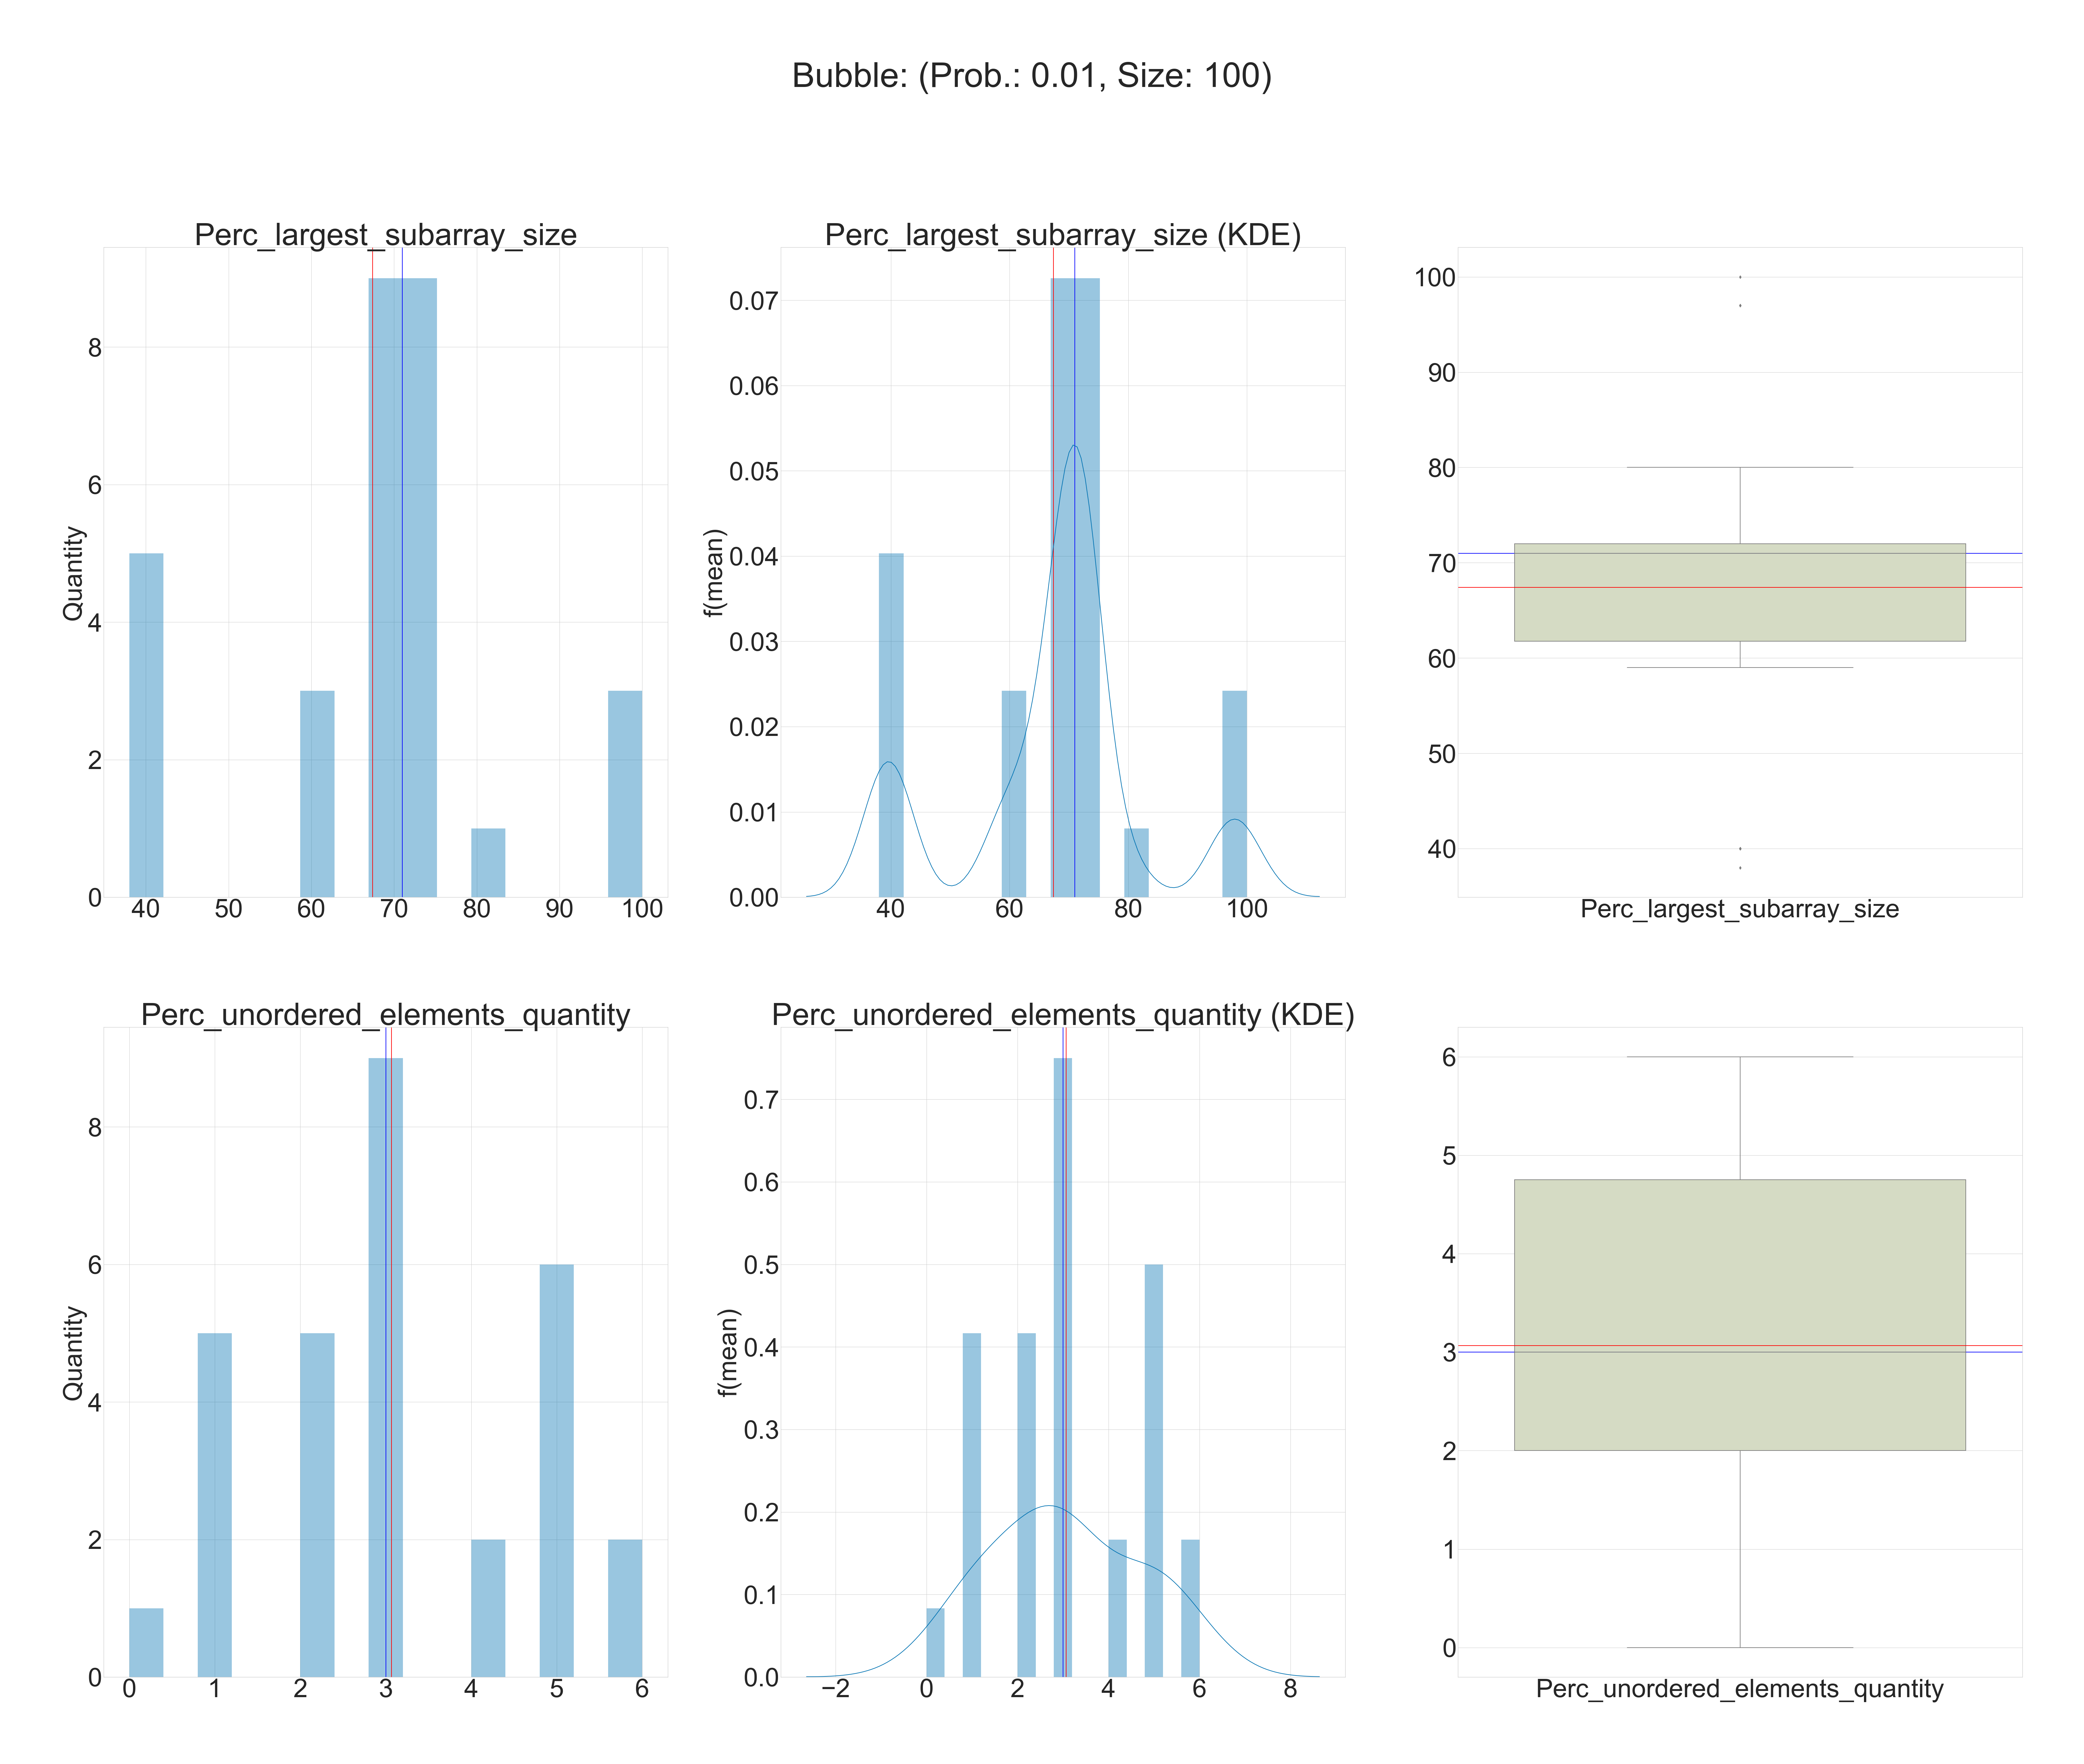 Bubble: (Prob.: 0.01, Size: 100)
Perc_largest_subarray_size
Quantity
8
6
4
2
0
40 50 60 70 80 90 100
Perc_largest_subarray_size (KDE)
f(mean)
0.07
0.06
0.05
0.04
0.03
0.02
0.01
0.00
40 60 80 100
100
90
80
70
60
50
40
Perc_largest_subarray_size
Perc_unordered_elements_quantity
Quantity
8
6
4
2
0
0 1 2 3 4 5 6
Perc_unordered_elements_quantity (KDE)
f(mean)
0.7
0.6
0.5
0.4
0.3
0.2
0.1
0.0
−2 0 2 4 6 8
6
5
4
3
2
1
0
Perc_unordered_elements_quantity